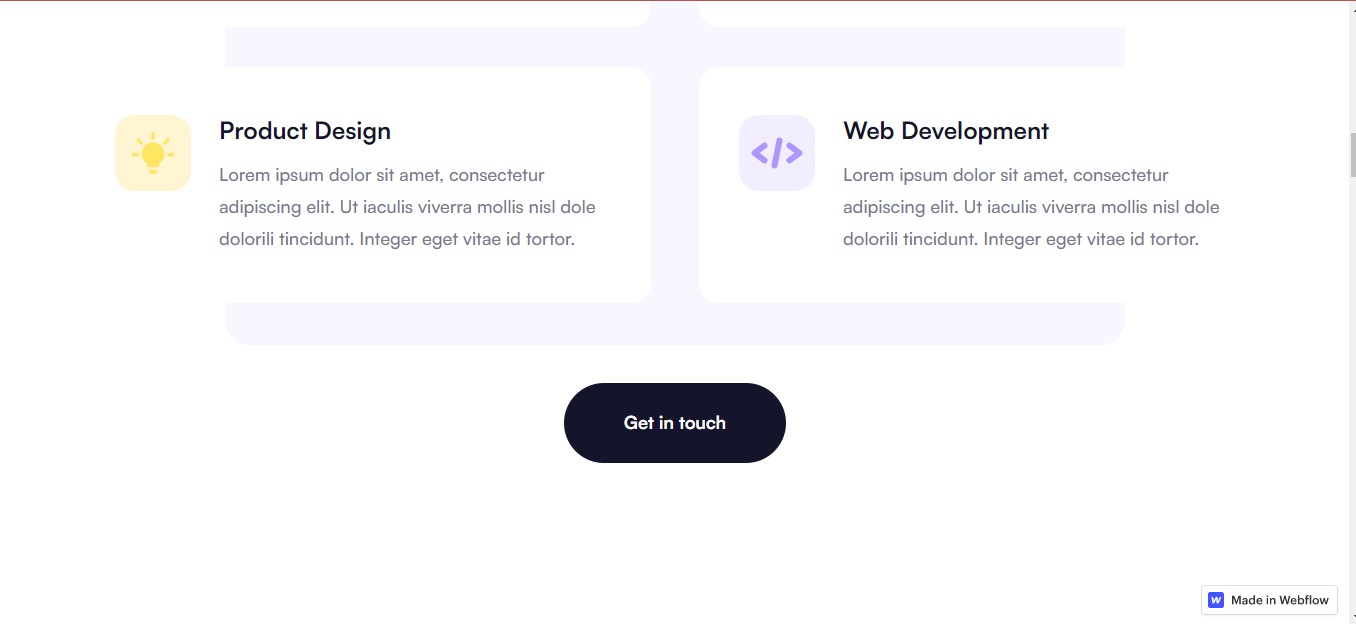 Product Design
Lorem ipsum dolor sit amet, consectetur
adipiscing elit. Ut iaculis viverra mollis nisl dole
dolorili tincidunt. Integer eget vitae id tortor.
</>
Web Development
Lorem ipsum dolor sit amet, consectetur
adipiscing elit. Ut iaculis viverra mollis nisl dole
dolorili tincidunt. Integer eget vitae id tortor.
Get in touch
W Made in Webflow